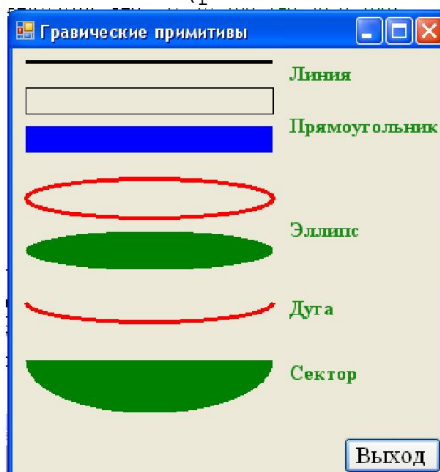 Гравические примитивы
Линия
Прямоугольник
Эллипс
Дуга
Сектор
Выход